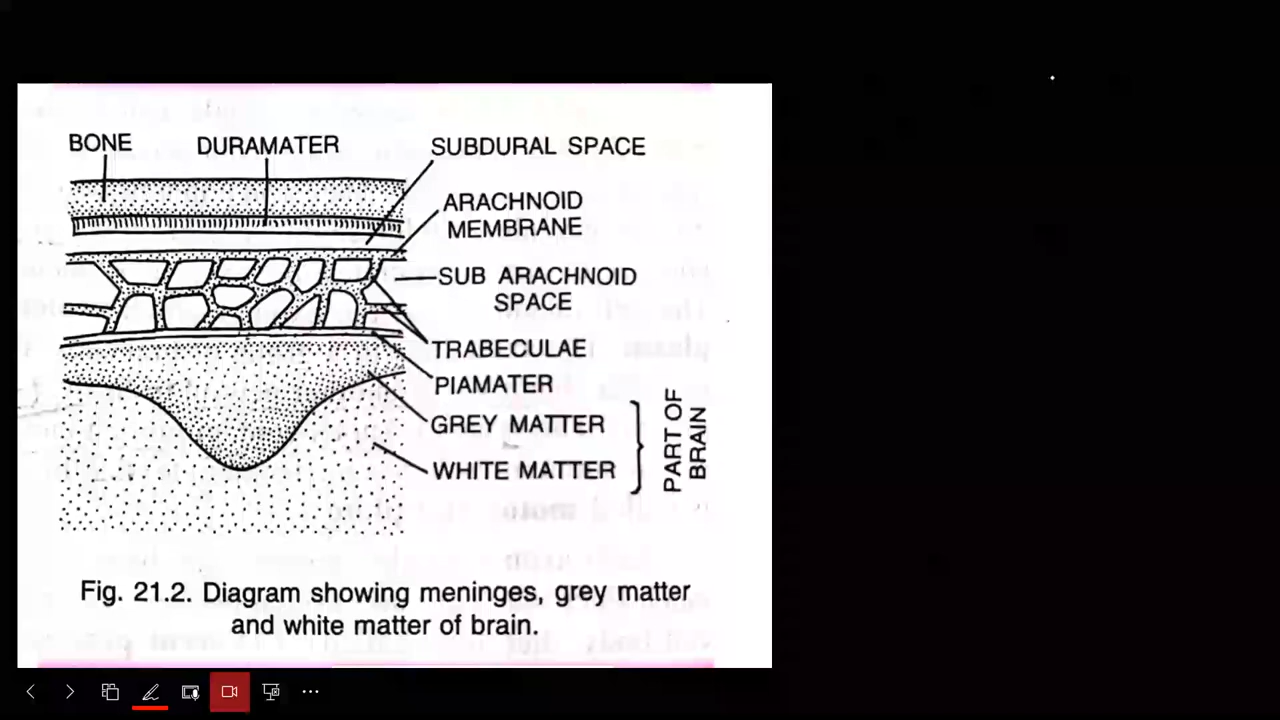 BONE
DURAMATER
SUBDURAL SPACE
ARACHNOID
MEMBRANE
SUB ARACHNOID
SPACE
TRABECULAE
PIAMATER
GREY MATTER
WHITE MATTER
PART OF
BRAIN
Fig. 21.2. Diagram showing meninges, grey matter
and white matter of brain.